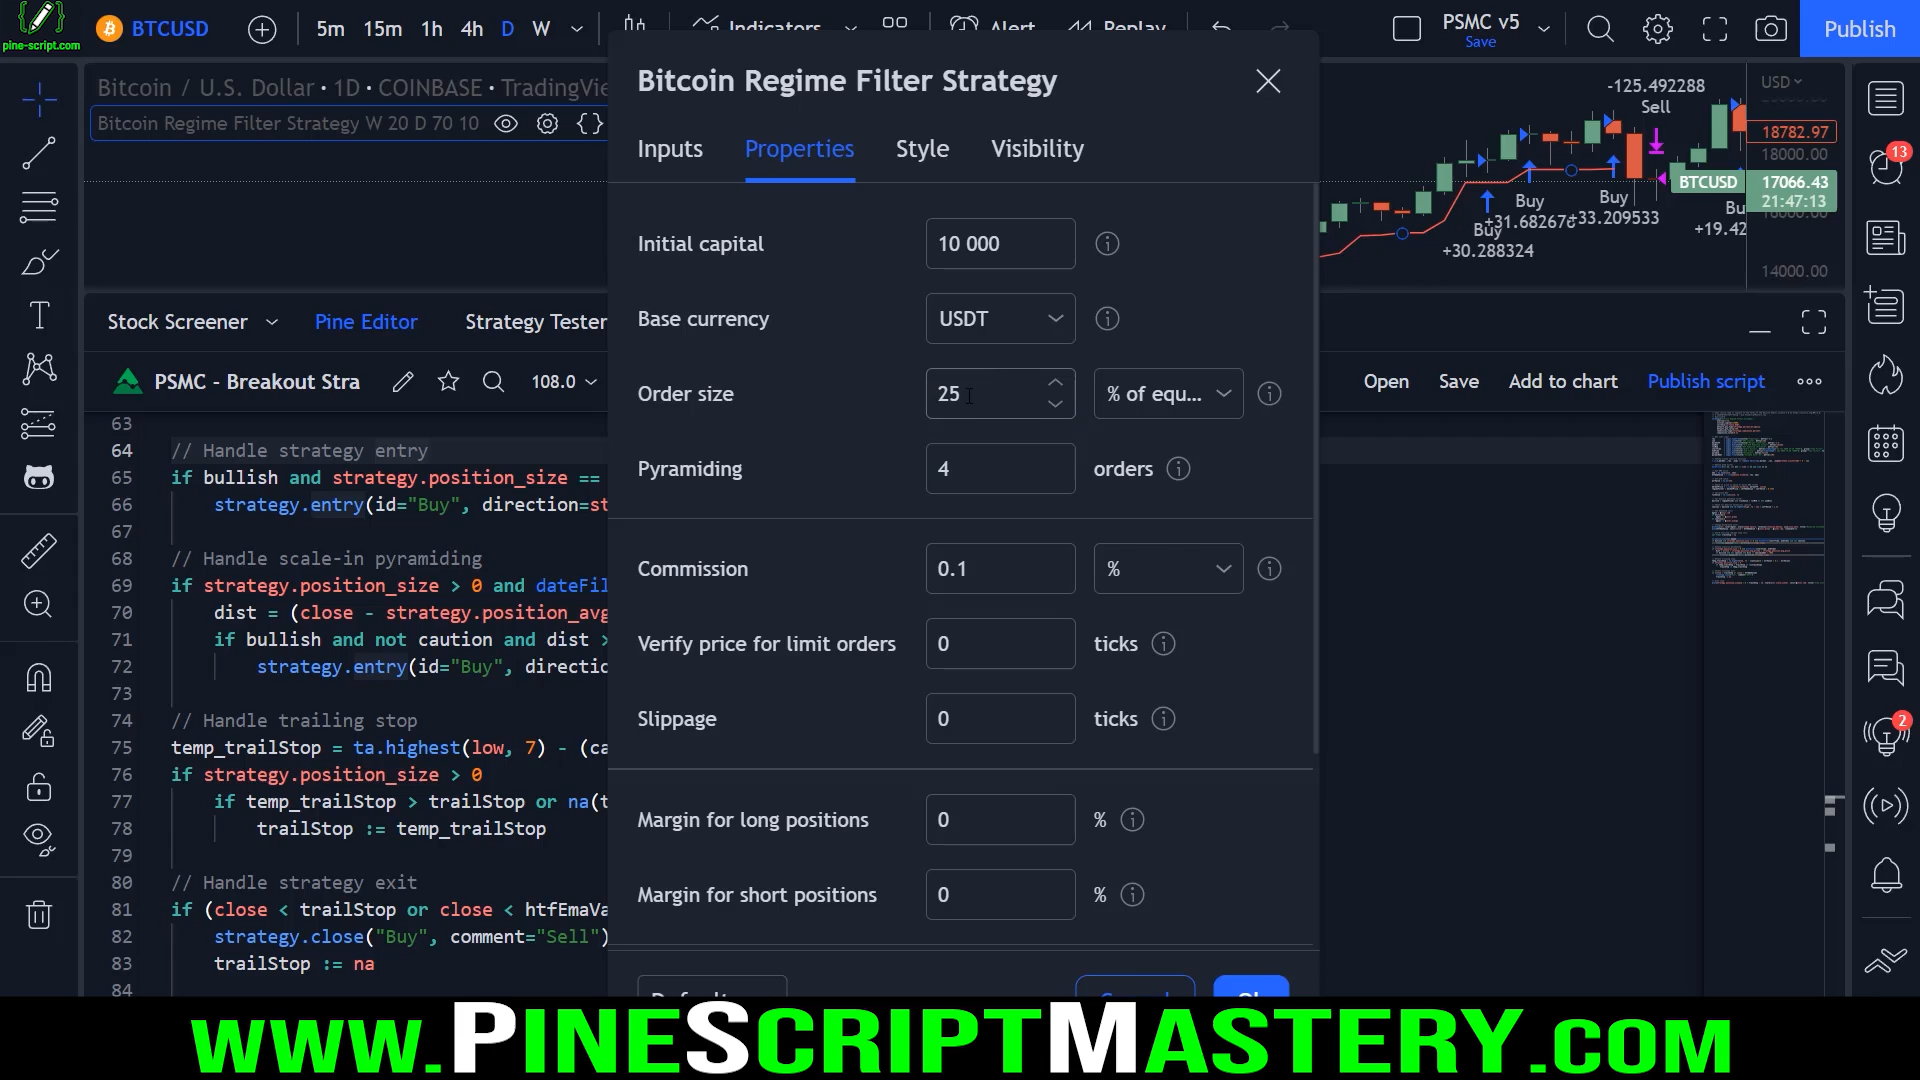 pine-script.com
BTCUSD
5m 15m 1h 4h D W
Indicators
Alert
Replay
PSMC v5
Save
Publish
Bitcoin / U.S. Dollar • 1D • COINBASE • TradingVie
Bitcoin Regime Filter Strategy W 20 D 70 10
Bitcoin Regime Filter Strategy
Inputs Properties Style Visibility
Initial capital 10 000
Base currency USDT
Order size 25 % of equ...
Pyramiding 4 orders
Commission 0.1 %
Verify price for limit orders 0 ticks
Slippage 0 ticks
Margin for long positions 0 %
Margin for short positions 0 %
-125.492288
Sell
Buy
+30.288324
Buy
Buy
+33.209533
Bu
+19.42
USD
18782.97
18000.00
BTCUSD 17066.43
21:47:13
14000.00
13
2
Stock Screener Pine Editor Strategy Tester
PSMC - Breakout Stra 108.0
Open Save Add to chart Publish script
63
64 // Handle strategy entry
65 if bullish and strategy.position_size ==
66 strategy.entry(id="Buy", direction=st
67
68 // Handle scale-in pyramiding
69 if strategy.position_size > 0 and dateFil
70 dist = (close - strategy.position_avg
71 if bullish and not caution and dist >
72 strategy.entry(id="Buy", directio
73
74 // Handle trailing stop
75 temp_trailStop = ta.highest(low, 7) - (ca
76 if strategy.position_size > 0
77 if temp_trailStop > trailStop or na(t
78 trailStop := temp_trailStop
79
80 // Handle strategy exit
81 if (close < trailStop or close < htfEmaVa
82 strategy.close("Buy", comment="Sell")
83 trailStop := na
84
www.PineScriptMastery.com